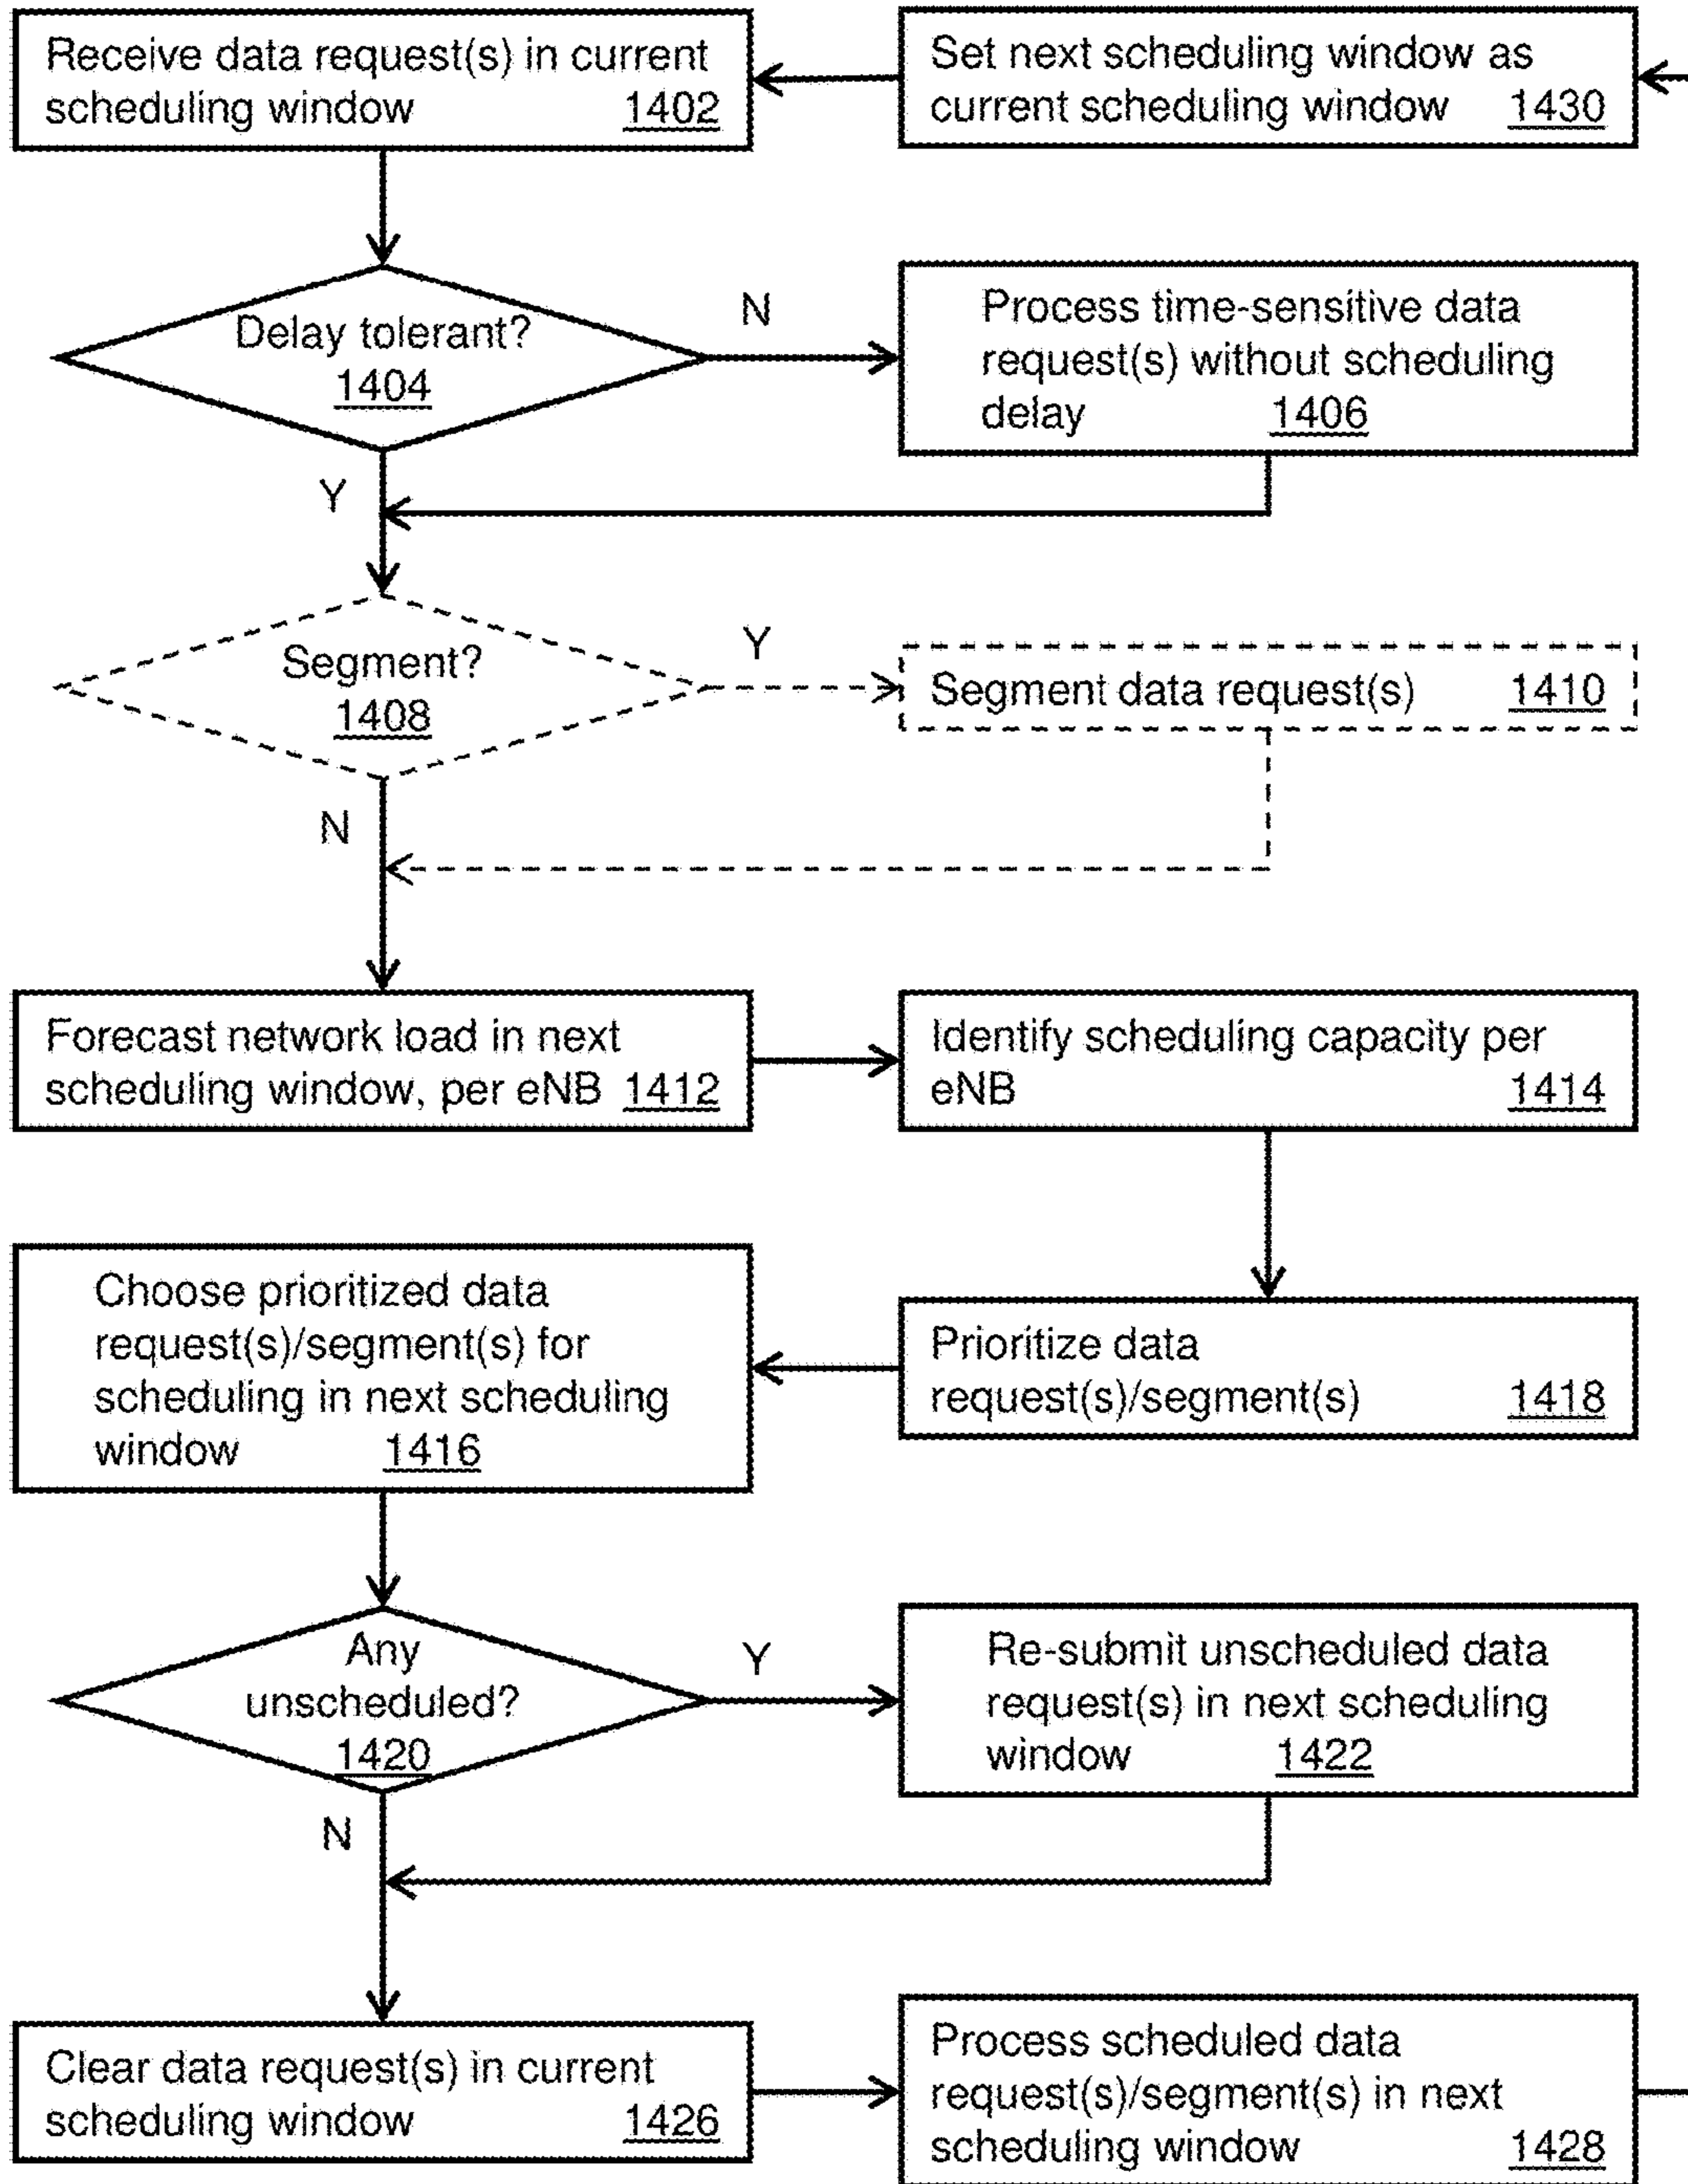 Receive data request(s) in current
scheduling window 1402
Set next scheduling window as
current scheduling window 1430
Delay tolerant?
1404
N
Process time-sensitive data
request(s) without scheduling
delay 1406
Y
Segment?
1408
Y
Segment data request(s) 1410
N
Forecast network load in next
scheduling window, per eNB 1412
Identify scheduling capacity per
eNB 1414
Choose prioritized data
request(s)/segment(s) for
scheduling in next scheduling
window 1416
Prioritize data
request(s)/segment(s) 1418
Any
unscheduled?
1420
Y
Re-submit unscheduled data
request(s) in next scheduling
window 1422
N
Clear data request(s) in current
scheduling window 1426
Process scheduled data
request(s)/segment(s) in next
scheduling window 1428